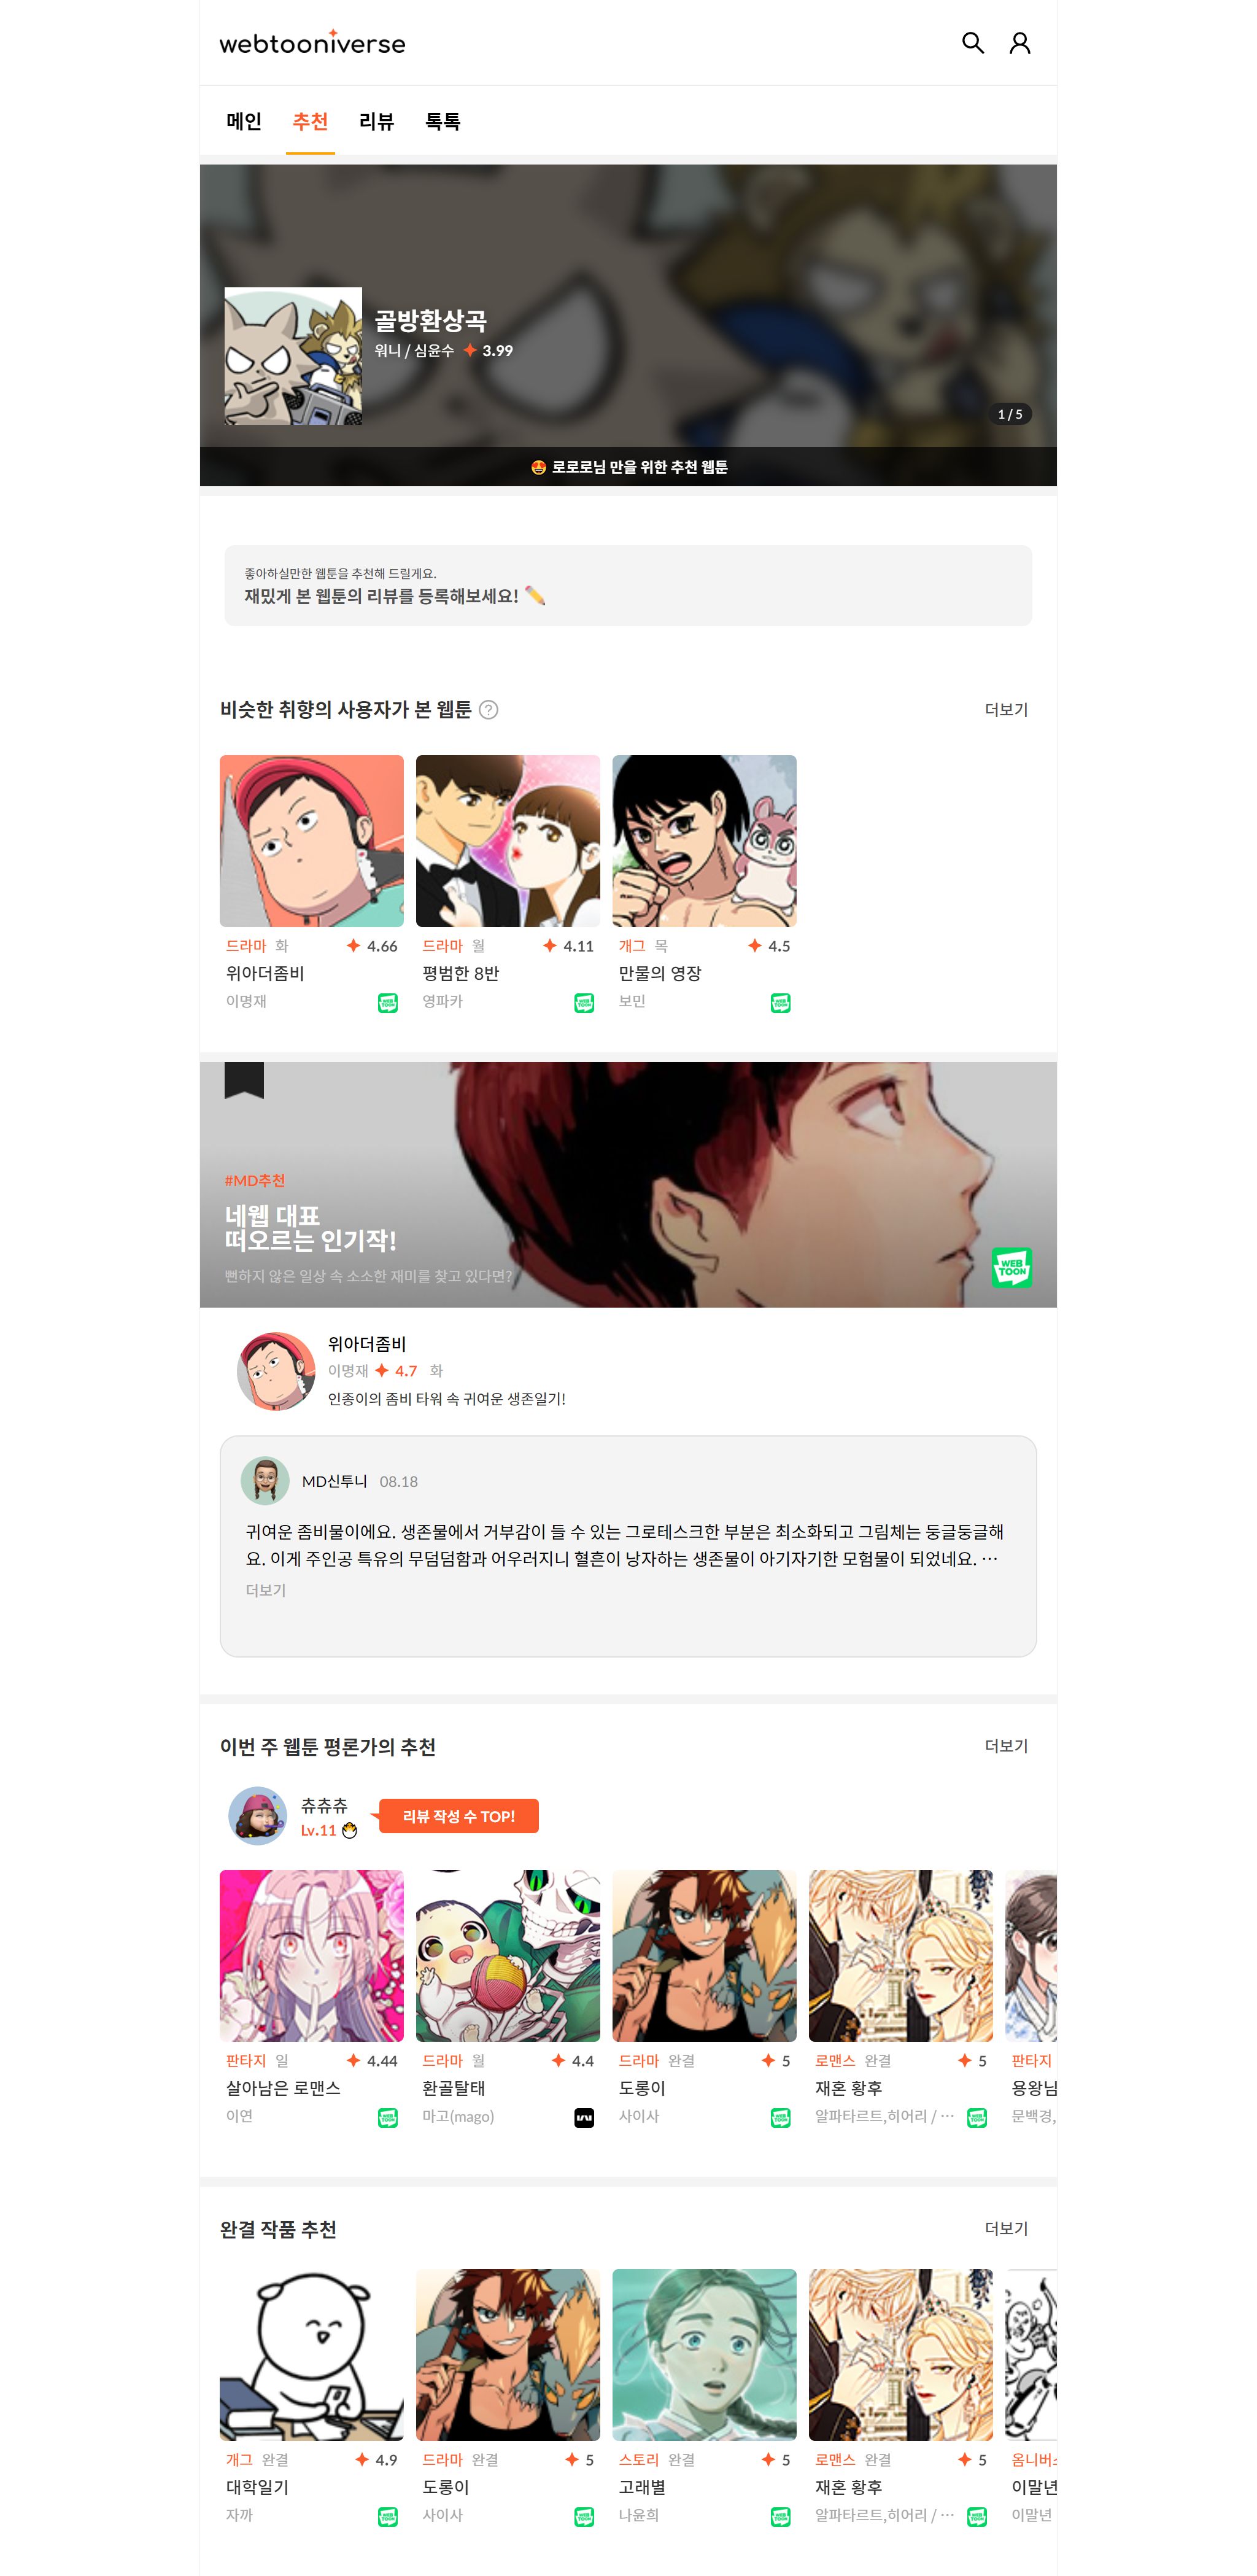 webtooniverse
메인 추천 리뷰 톡톡
골방환상곡
워니 / 심윤수 3.99
1 / 5
🤩 로로로님 만을 위한 추천 웹툰
좋아하실만한 웹툰을 추천해 드릴게요.
재밌게 본 웹툰의 리뷰를 등록해보세요! ✏️
비슷한 취향의 사용자가 본 웹툰 ? 더보기
드라마 화 4.66
위아더좀비
이명재
WEBTOON
드라마 월 4.11
평범한 8반
영파카
WEBTOON
개그 목 4.5
만물의 영장
보민
WEBTOON
#MD추천
네웹 대표
떠오르는 인기작!
뻔하지 않은 일상 속 소소한 재미를 찾고 있다면?
WEB
TOON
위아더좀비
이명재 4.7 화
인종이의 좀비 타워 속 귀여운 생존일기!
MD신투니 08.18
귀여운 좀비물이에요. 생존물에서 거부감이 들 수 있는 그로테스크한 부분은 최소화되고 그림체는 둥글둥글해
요. 이게 주인공 특유의 무덤덤함과 어우러지니 혈흔이 낭자하는 생존물이 아기자기한 모험물이 되었네요. …
더보기
이번 주 웹툰 평론가의 추천 더보기
츄츄츄
Lv.11
리뷰 작성 수 TOP!
판타지 일 4.44
살아남은 로맨스
이연
WEBTOON
드라마 월 4.4
환골탈태
마고(mago)
드라마 완결 5
도롱이
사이사
WEBTOON
로맨스 완결 5
재혼 황후
알파타르트,히어리 / …
WEBTOON
판타지
용왕님
문백경,
완결 작품 추천 더보기
개그 완결 4.9
대학일기
자까
WEBTOON
드라마 완결 5
도롱이
사이사
WEBTOON
스토리 완결 5
고래별
나윤희
WEBTOON
로맨스 완결 5
재혼 황후
알파타르트,히어리 / …
WEBTOON
옴니버스
이말년
이말년